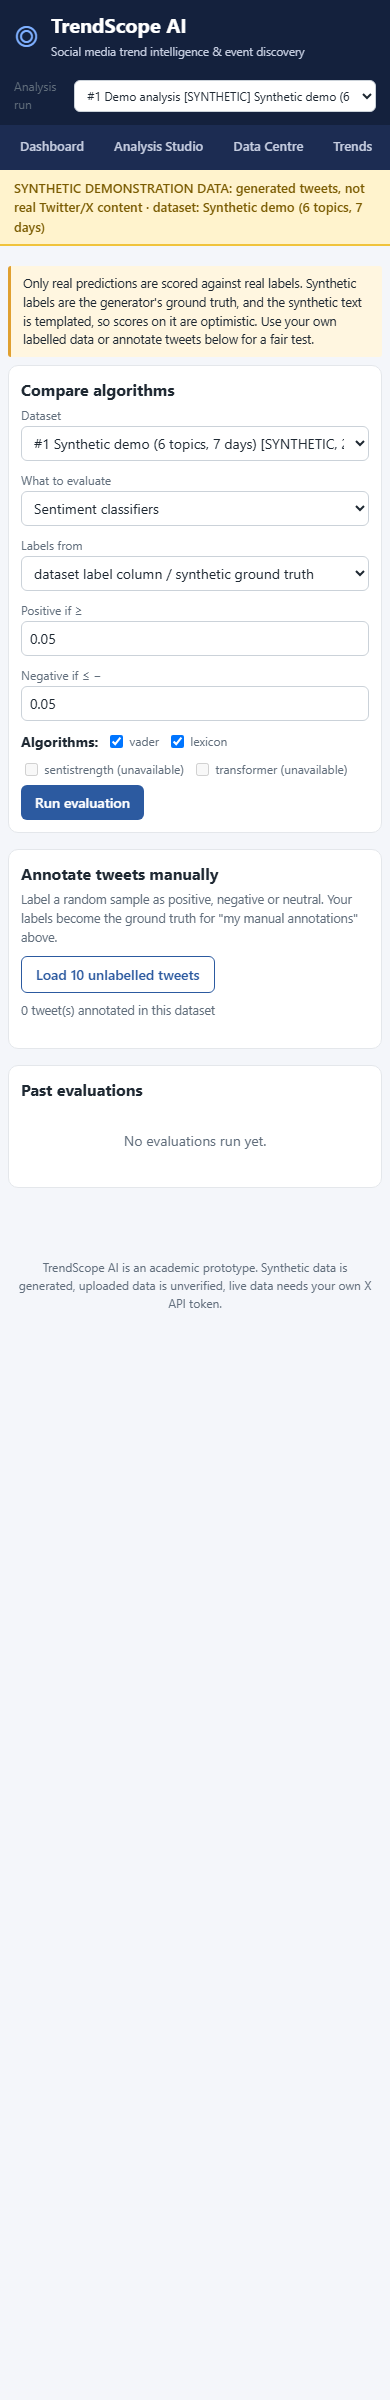 TrendScope AI
Social media trend intelligence & event discovery
Analysis
run
#1 Demo analysis [SYNTHETIC] Synthetic demo (6
Dashboard Analysis Studio Data Centre Trends
SYNTHETIC DEMONSTRATION DATA: generated tweets, not
real Twitter/X content · dataset: Synthetic demo (6 topics, 7
days)
Only real predictions are scored against real labels. Synthetic
labels are the generator's ground truth, and the synthetic text
is templated, so scores on it are optimistic. Use your own
labelled data or annotate tweets below for a fair test.
Compare algorithms
Dataset
#1 Synthetic demo (6 topics, 7 days) [SYNTHETIC,
What to evaluate
Sentiment classifiers
Labels from
dataset label column / synthetic ground truth
Positive if ≥
0.05
Negative if ≤ −
0.05
Algorithms: vader lexicon
sentistrength (unavailable) transformer (unavailable)
Run evaluation
Annotate tweets manually
Label a random sample as positive, negative or neutral. Your
labels become the ground truth for "my manual annotations"
above.
Load 10 unlabelled tweets
0 tweet(s) annotated in this dataset
Past evaluations
No evaluations run yet.
TrendScope AI is an academic prototype. Synthetic data is
generated, uploaded data is unverified, live data needs your own X
API token.